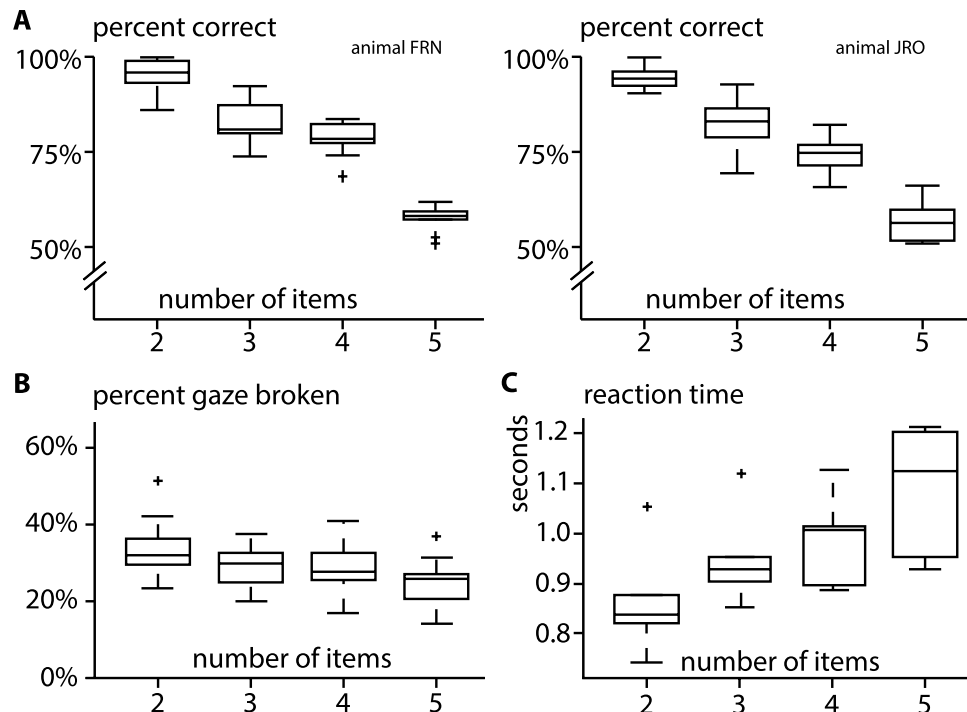 A
percent correct
animal FRN
100%
75%
50%
number of items
2 3 4 5
percent correct
animal JRO
100%
75%
50%
number of items
2 3 4 5
B
percent gaze broken
60%
40%
20%
0%
number of items
2 3 4 5
C
reaction time
seconds
1.2
1.1
1.0
0.9
0.8
number of items
2 3 4 5